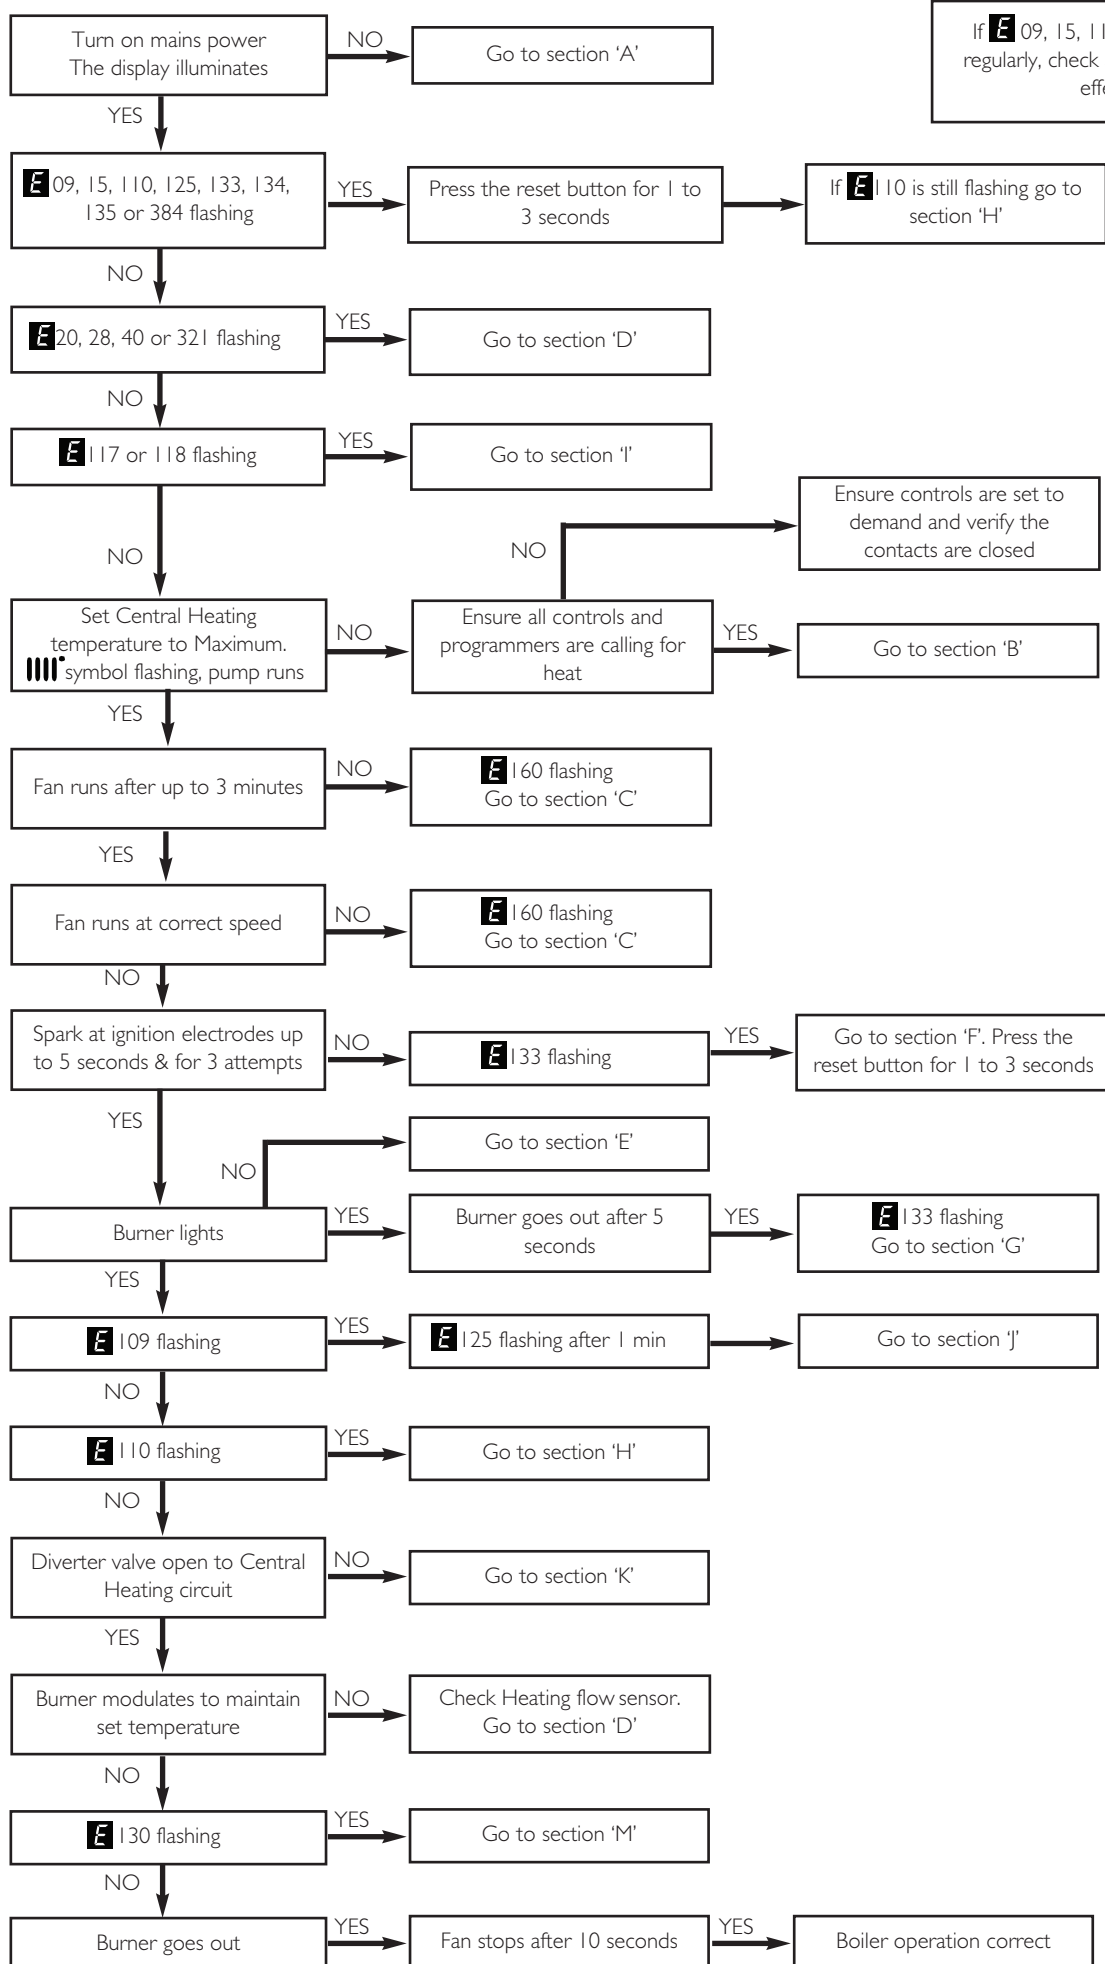 Turn on mains power
The display illuminates
NO
Go to section ‘A’
If E 09, 15, 11
regularly, check
effe
YES
E 09, 15, 110, 125, 133, 134,
135 or 384 flashing
YES
Press the reset button for 1 to
3 seconds
If E 110 is still flashing go to
section ‘H’
NO
E 20, 28, 40 or 321 flashing
YES
Go to section ‘D’
NO
E 117 or 118 flashing
YES
Go to section ‘I’
NO
Set Central Heating
temperature to Maximum.
symbol flashing, pump runs
NO
Ensure all controls and
programmers are calling for
heat
NO
Ensure controls are set to
demand and verify the
contacts are closed
YES
Go to section ‘B’
YES
Fan runs after up to 3 minutes
NO
E 160 flashing
Go to section ‘C’
YES
Fan runs at correct speed
NO
E 160 flashing
Go to section ‘C’
NO
Spark at ignition electrodes up
to 5 seconds & for 3 attempts
NO
E 133 flashing
YES
Go to section ‘F’. Press the
reset button for 1 to 3 seconds
YES
NO
Go to section ‘E’
Burner lights
YES
Burner goes out after 5
seconds
YES
E 133 flashing
Go to section ‘G’
YES
E 109 flashing
YES
E 125 flashing after 1 min
Go to section ‘J’
NO
E 110 flashing
YES
Go to section ‘H’
NO
Diverter valve open to Central
Heating circuit
NO
Go to section ‘K’
YES
Burner modulates to maintain
set temperature
NO
Check Heating flow sensor.
Go to section ‘D’
NO
E 130 flashing
YES
Go to section ‘M’
NO
Burner goes out
YES
Fan stops after 10 seconds
YES
Boiler operation correct